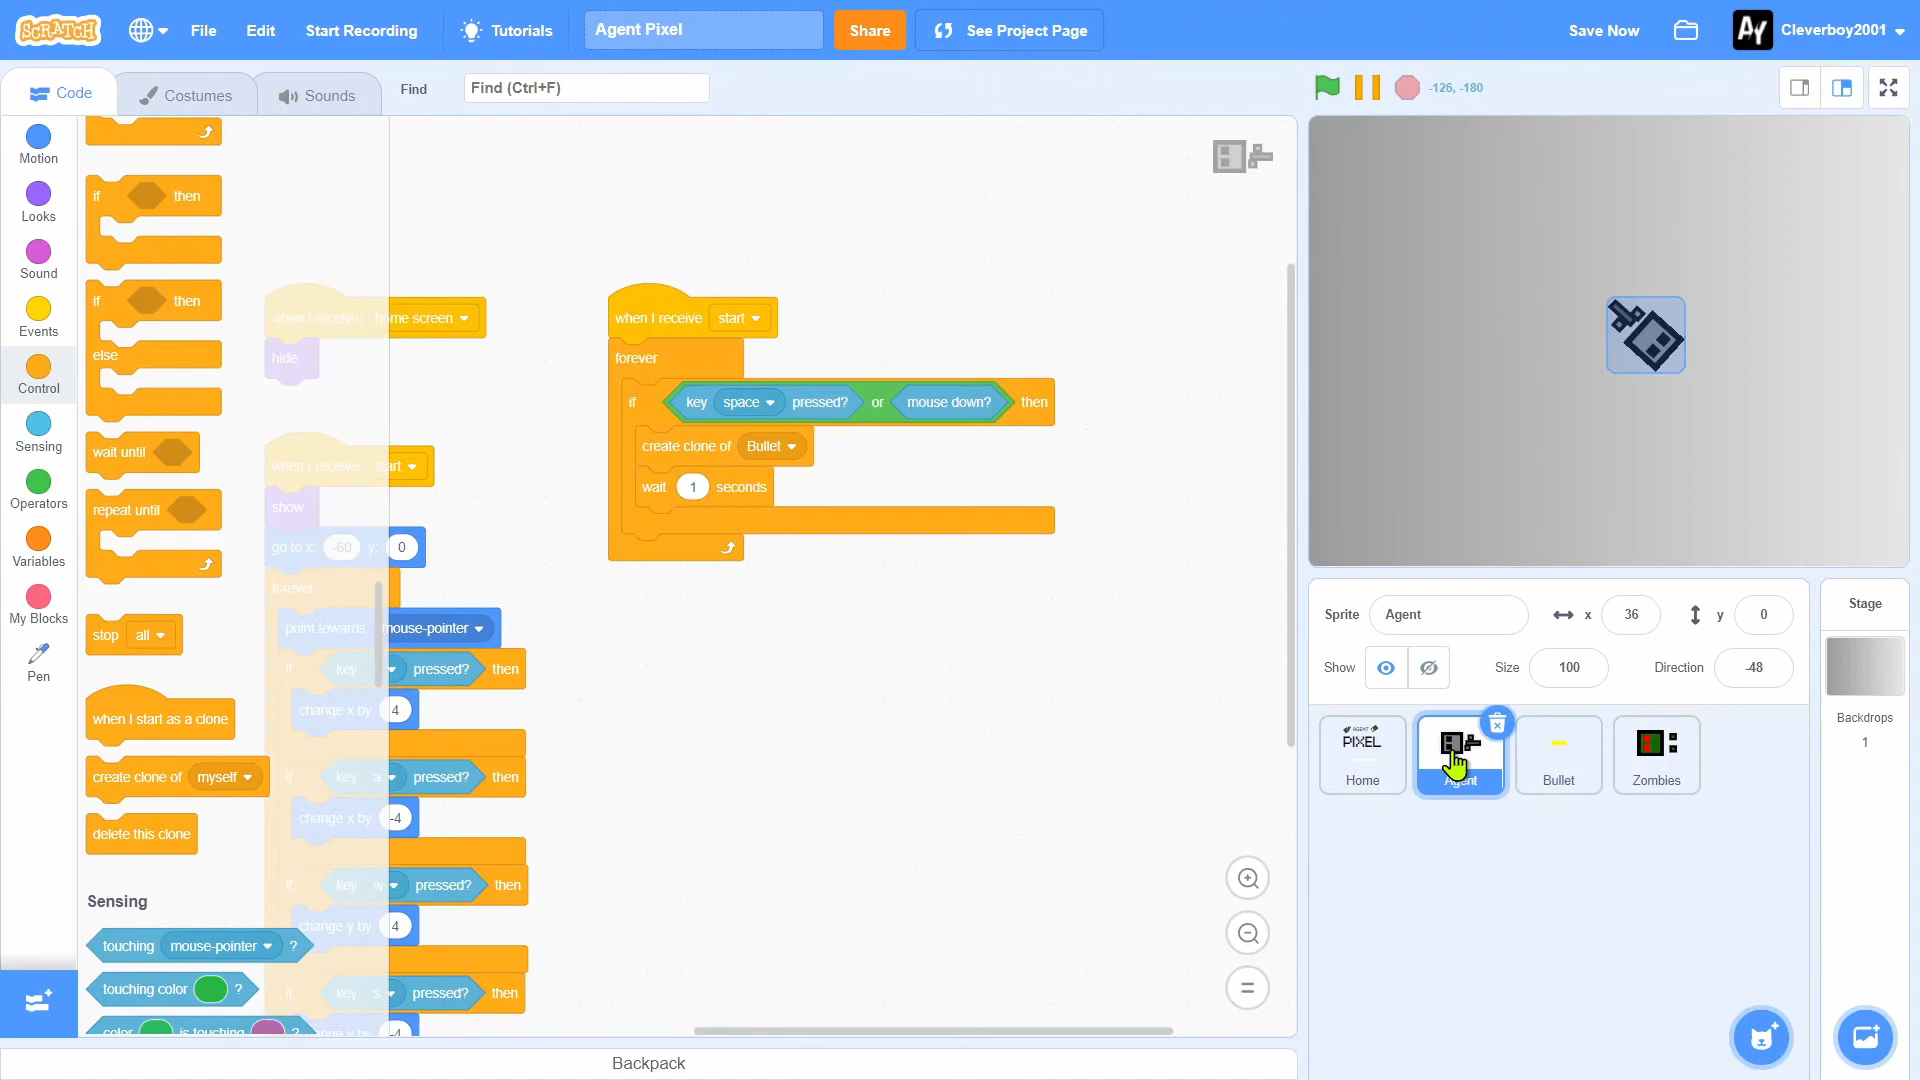 SCRATCH
File
Edit
Start Recording
Tutorials
Agent Pixel
Share
See Project Page
Save Now
Ay
Cleverboy2001
Code
Costumes
Sounds
Find
Find (Ctrl+F)
-126, -180
Motion
Looks
Sound
Events
Control
Sensing
Operators
Variables
My Blocks
Pen
if then
if then
else
wait until
repeat until
stop all
when I start as a clone
create clone of myself
delete this clone
Sensing
touching mouse-pointer ?
touching color ?
color is touching ?
when I receive home screen
hide
when I receive start
show
go to x: -60 y: 0
forever
point towards mouse-pointer
if key pressed? then
change x by 4
if key a pressed? then
change x by -4
if key w pressed? then
change y by 4
if key s pressed? then
change y by -4
when I receive start
forever
if key space pressed? or mouse down? then
create clone of Bullet
wait 1 seconds
Backpack
Sprite Agent x 36 y 0
Show Size 100 Direction -48
AGENT
PIXEL
Home
Agent
Bullet
Zombies
Stage
Backdrops
1